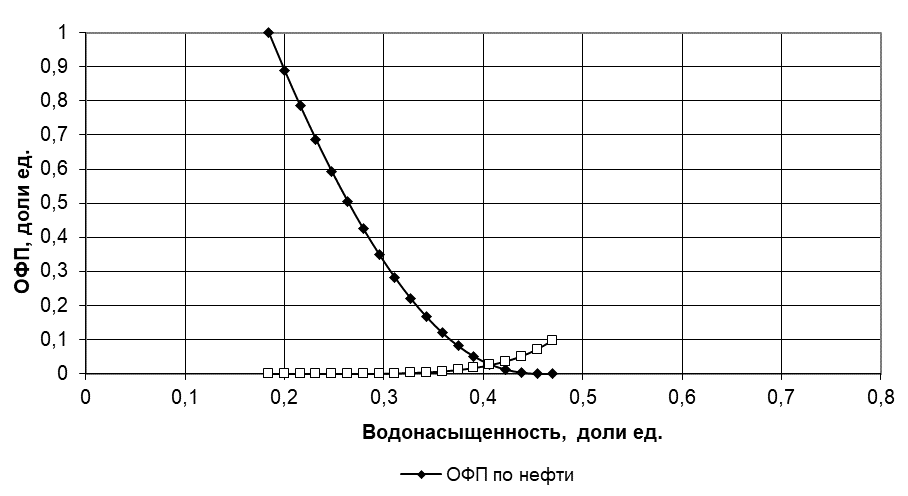 1
0,9
0,8
0,7
0,6
0,5
0,4
0,3
0,2
0,1
0
ОФП, доли ед.
0 0,1 0,2 0,3 0,4 0,5 0,6 0,7 0,8
Водонасыщенность, доли ед.
ОФП по нефти